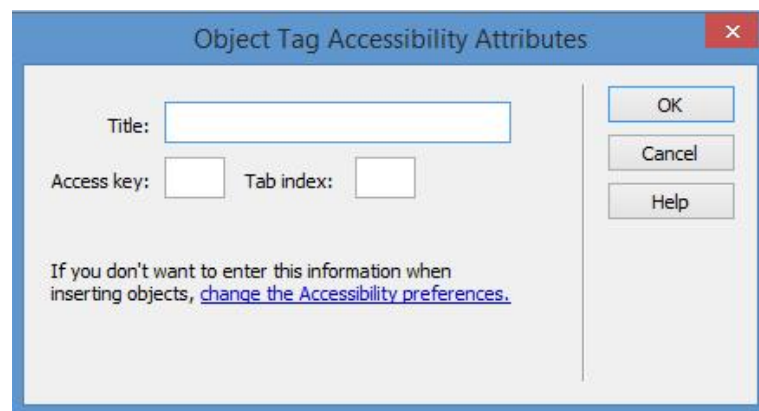 Object Tag Accessibility Attributes
Title:
OK
Access key:
Tab index:
Cancel
Help
If you don't want to enter this information when
inserting objects, change the Accessibility preferences.